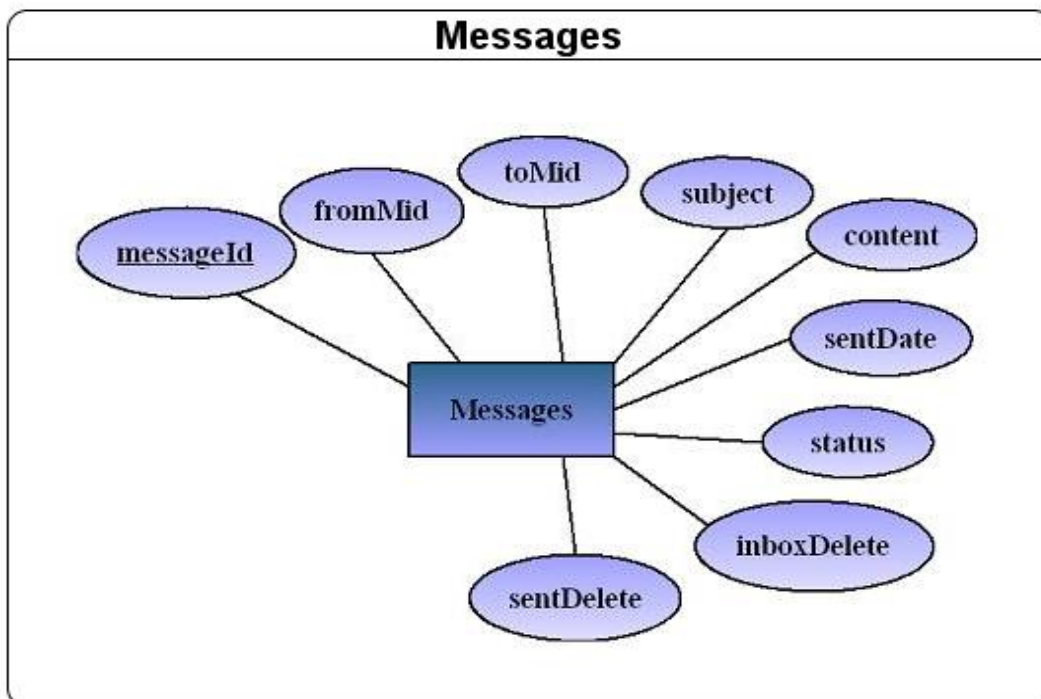 Messages
toMid
subject
fromMid
content
messageId
sentDate
Messages
status
inboxDelete
sentDelete